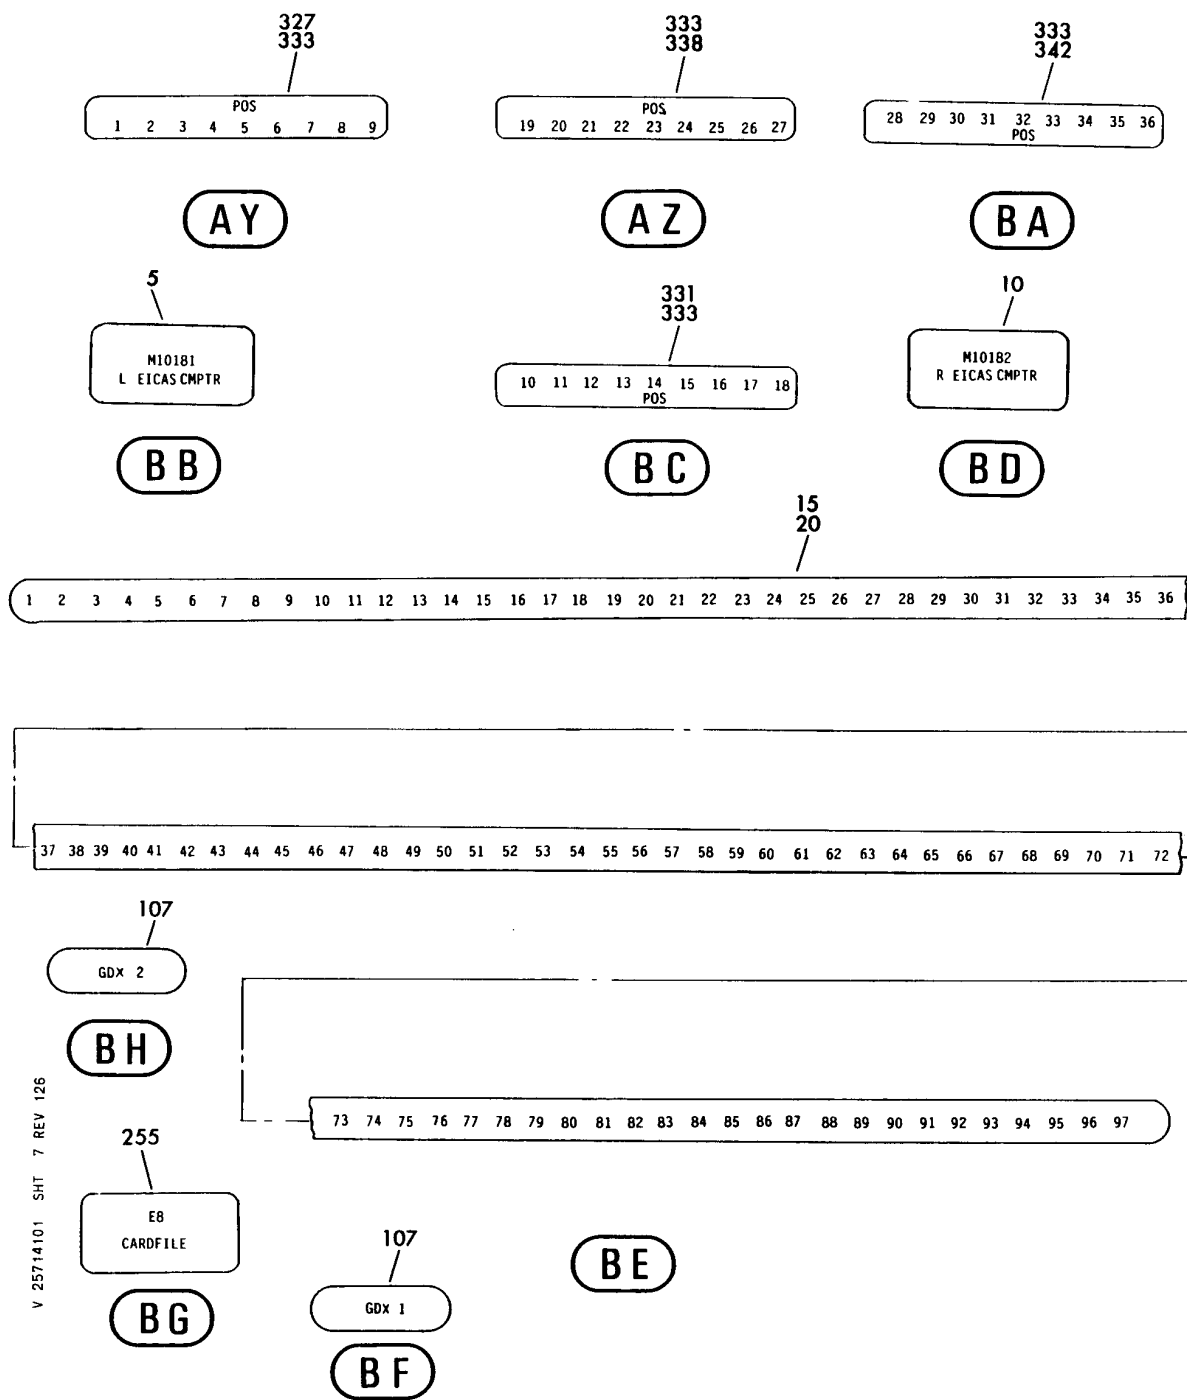 327
333
POS
1 2 3 4 5 6 7 8 9
AY
333
338
POS
19 20 21 22 23 24 25 26 27
AZ
333
342
28 29 30 31 32 33 34 35 36
POS
BA
5
M10181
L EICAS CMPTR
BB
331
333
10 11 12 13 14 15 16 17 18
POS
BC
10
M10182
R EICAS CMPTR
BD
15
20
1 2 3 4 5 6 7 8 9 10 11 12 13 14 15 16 17 18 19 20 21 22 23 24 25 26 27 28 29 30 31 32 33 34 35 36
37 38 39 40 41 42 43 44 45 46 47 48 49 50 51 52 53 54 55 56 57 58 59 60 61 62 63 64 65 66 67 68 69 70 71 72
107
GDX 2
BH
73 74 75 76 77 78 79 80 81 82 83 84 85 86 87 88 89 90 91 92 93 94 95 96 97
BE
255
E8
CARDFILE
BG
107
GDX 1
BF
V 25714101 SHT 7 REV 126